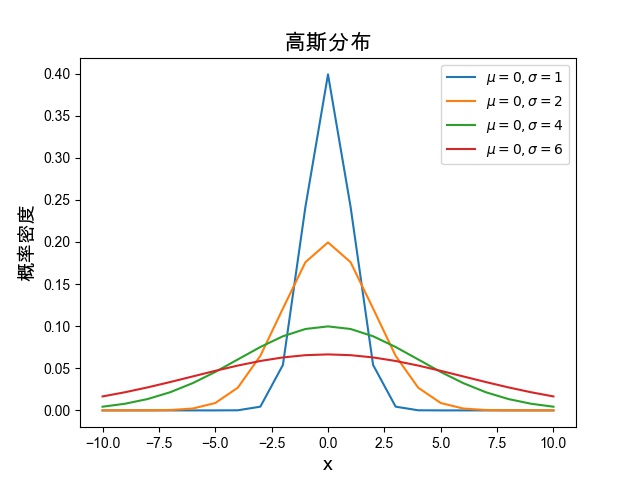 高斯分布
μ = 0, σ = 1
μ = 0, σ = 2
μ = 0, σ = 4
μ = 0, σ = 6
概率密度
0.40
0.35
0.30
0.25
0.20
0.15
0.10
0.05
0.00
−10.0 −7.5 −5.0 −2.5 0.0 2.5 5.0 7.5 10.0
x